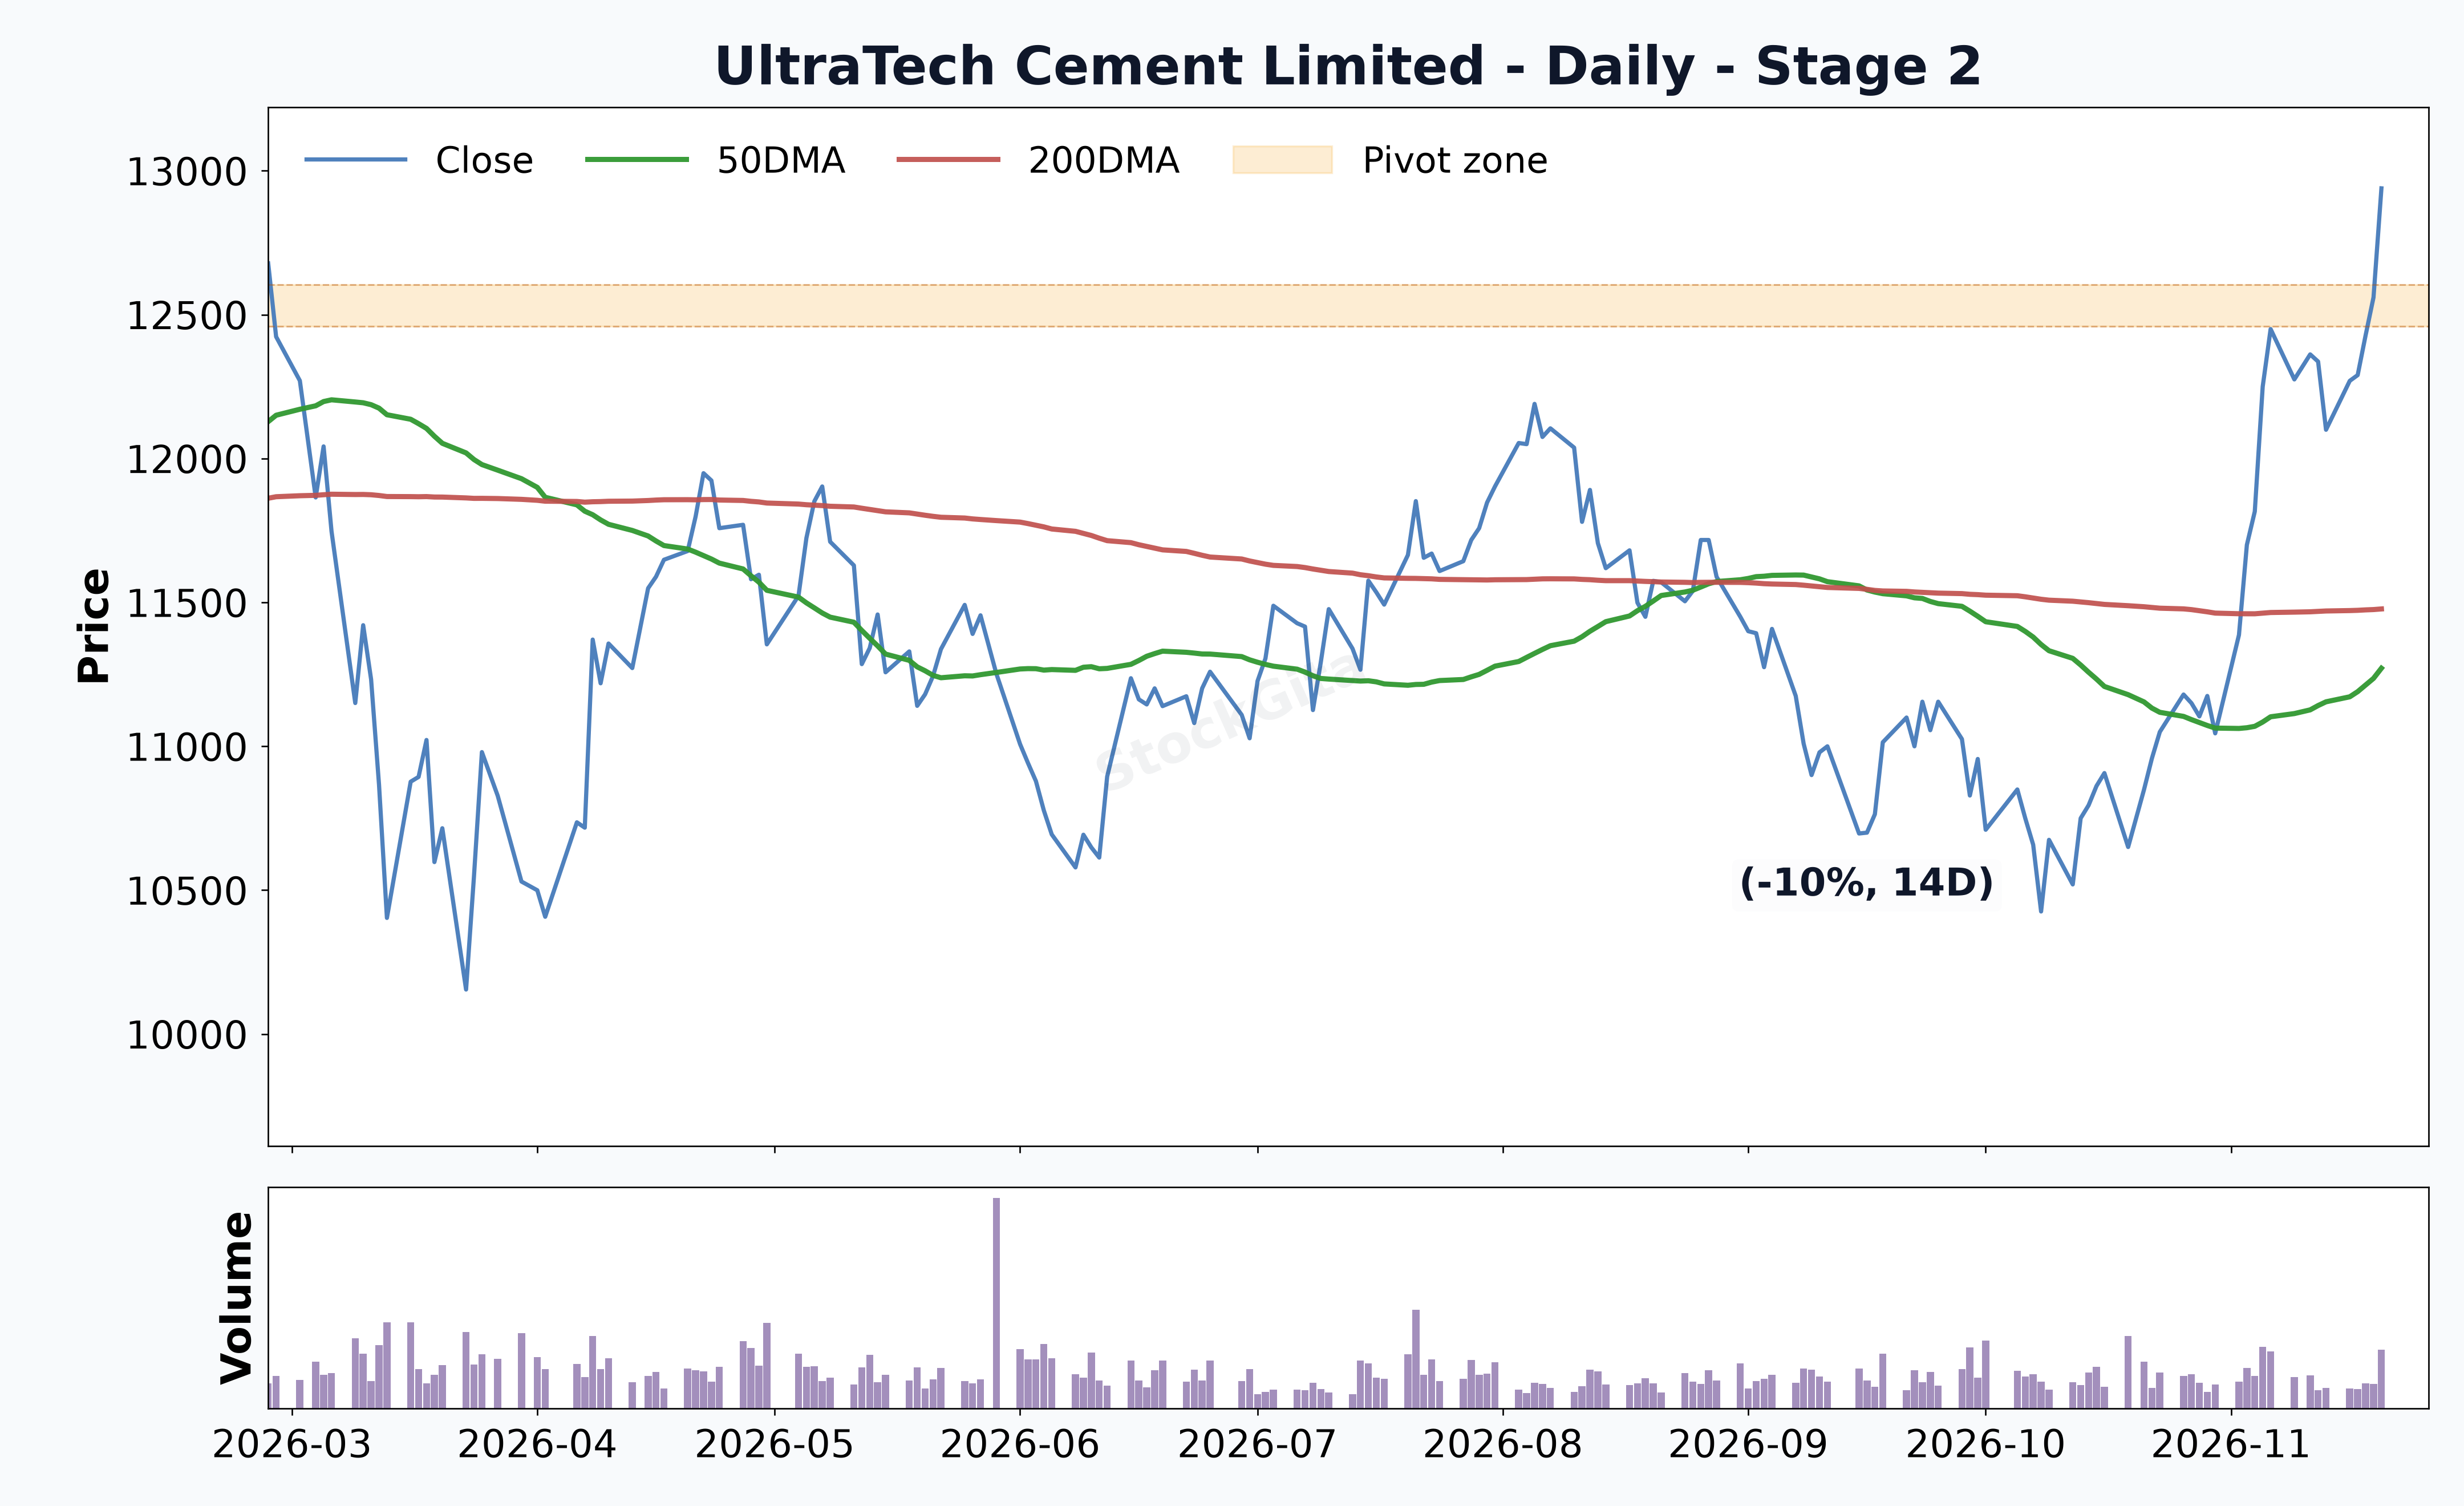 UltraTech Cement Limited - Daily - Stage 2
Close 50DMA 200DMA Pivot zone
Price
13000
12500
12000
11500
11000
10500
10000
(-10%, 14D)
StockGita
Volume
2026-03 2026-04 2026-05 2026-06 2026-07 2026-08 2026-09 2026-10 2026-11